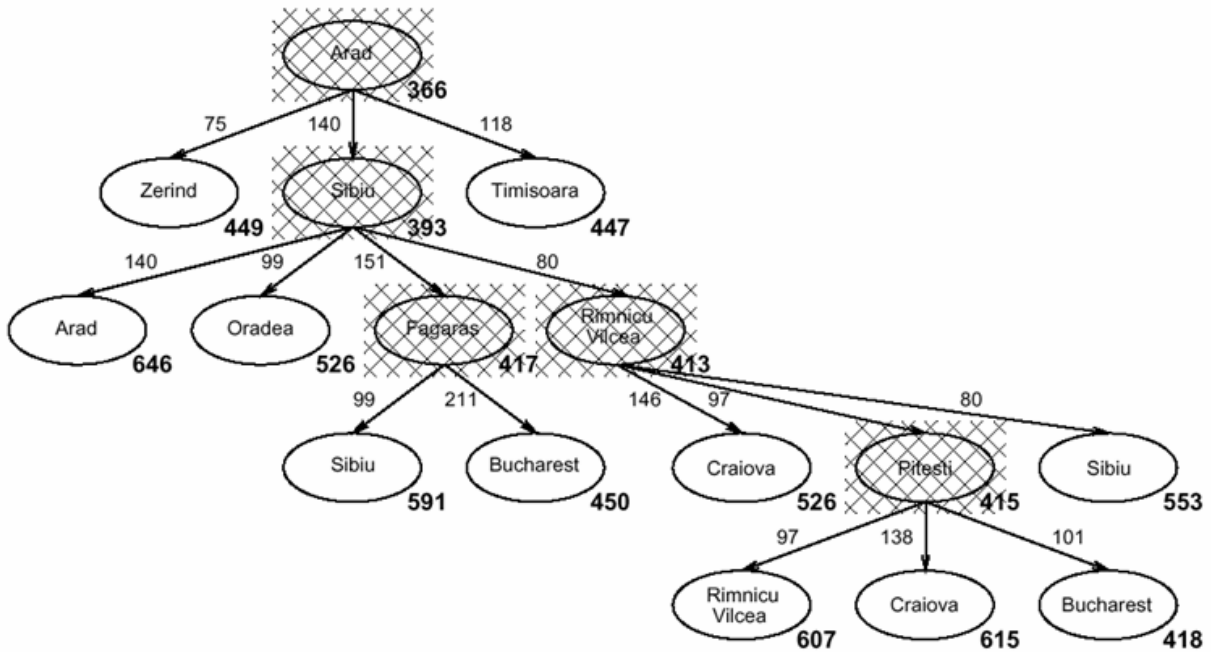 Arad
366
75
140
118
Zerind
449
Sibiu
393
Timisoara
447
140
99
151
80
Arad
646
Oradea
526
Fagaras
417
Rimnicu
Vilcea
413
99
211
146
97
80
Sibiu
591
Bucharest
450
Craiova
526
Pitesti
415
Sibiu
553
97
138
101
Rimnicu
Vilcea
607
Craiova
615
Bucharest
418